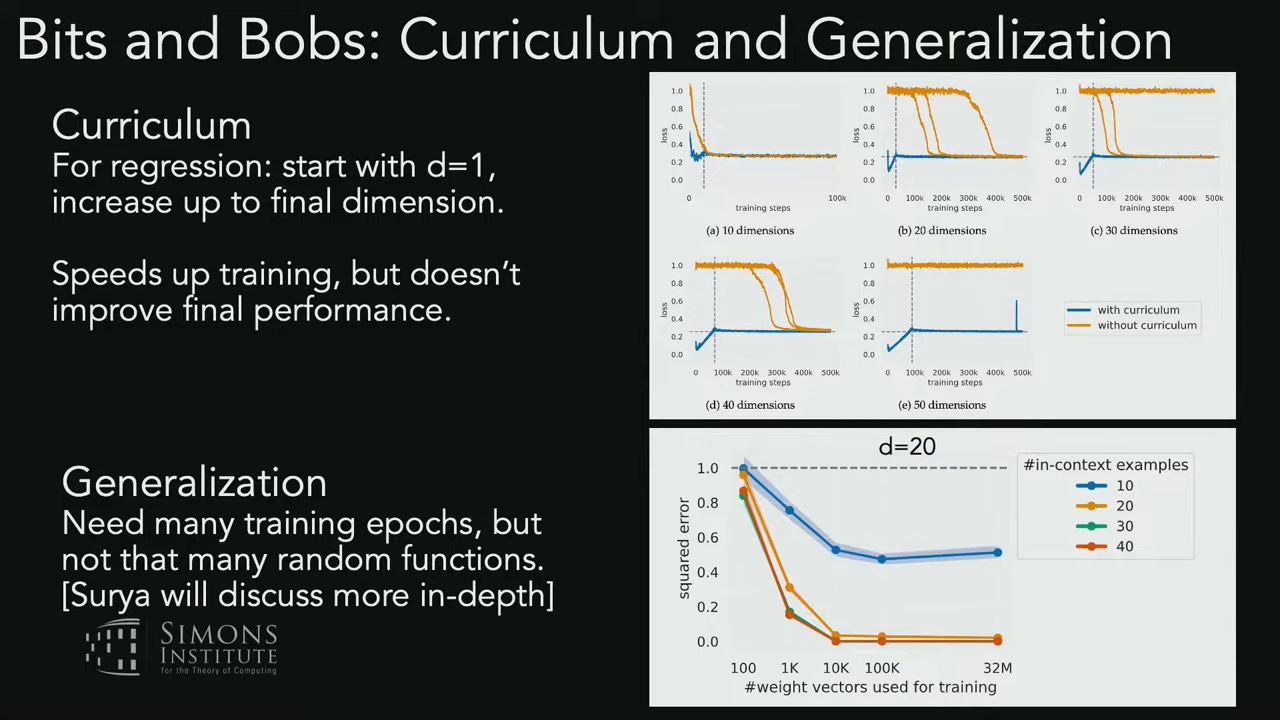 Bits and Bobs: Curriculum and Generalization
Curriculum
For regression: start with d=1,
increase up to final dimension.
Speeds up training, but doesn't
improve final performance.
Generalization
Need many training epochs, but
not that many random functions.
[Surya will discuss more in-depth]
SIMONS
INSTITUTE
for the Theory of Computing
1.0
0.8
0.6
0.4
0.2
0.0
loss
0 100k
training steps
(a) 10 dimensions
1.0
0.8
0.6
0.4
0.2
0.0
loss
0 100k 200k 300k 400k 500k
training steps
(b) 20 dimensions
1.0
0.8
0.6
0.4
0.2
0.0
loss
0 100k 200k 300k 400k 500k
training steps
(c) 30 dimensions
1.0
0.8
0.6
0.4
0.2
0.0
loss
0 100k 200k 300k 400k 500k
training steps
(d) 40 dimensions
1.0
0.8
0.6
0.4
0.2
0.0
loss
0 100k 200k 300k 400k 500k
training steps
(e) 50 dimensions
with curriculum
without curriculum
d=20
1.0
0.8
0.6
0.4
0.2
0.0
squared error
100 1K 10K 100K 32M
#weight vectors used for training
#in-context examples
10
20
30
40